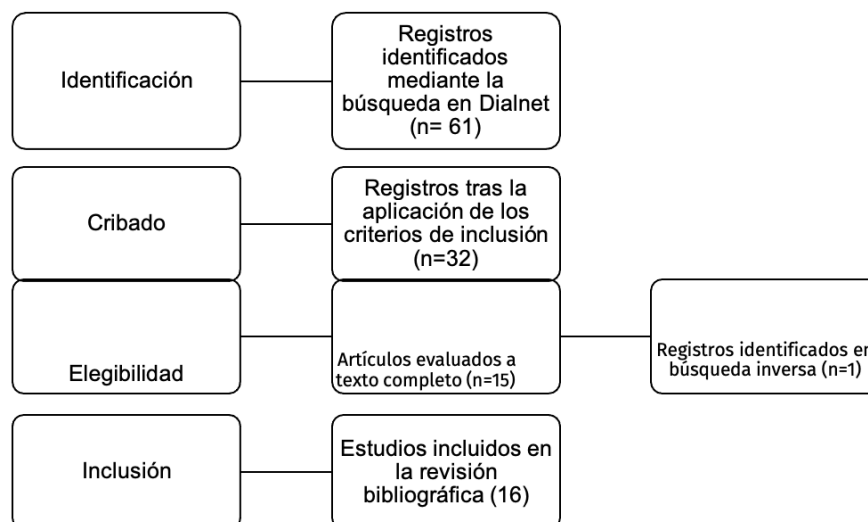 Identificación
Registros
identificados
mediante la
búsqueda en Dialnet
(n= 61)
Cribado
Registros tras la
aplicación de los
criterios de inclusión
(n=32)
Elegibilidad
Artículos evaluados a
texto completo (n=15)
Registros identificados en
búsqueda inversa (n=1)
Inclusión
Estudios incluidos en
la revisión
bibliográfica (16)